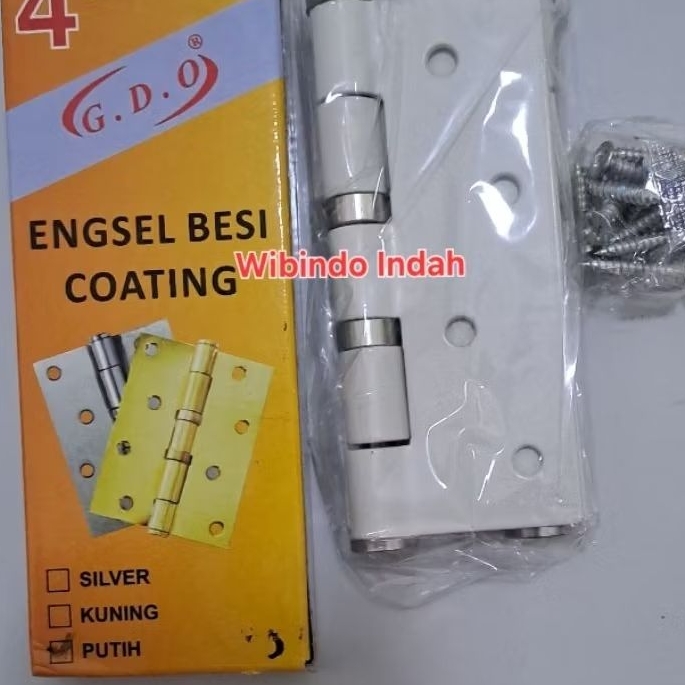 4
G.D.O®
ENGSEL BESI
COATING
Wibindo Indah
SILVER
KUNING
PUTIH